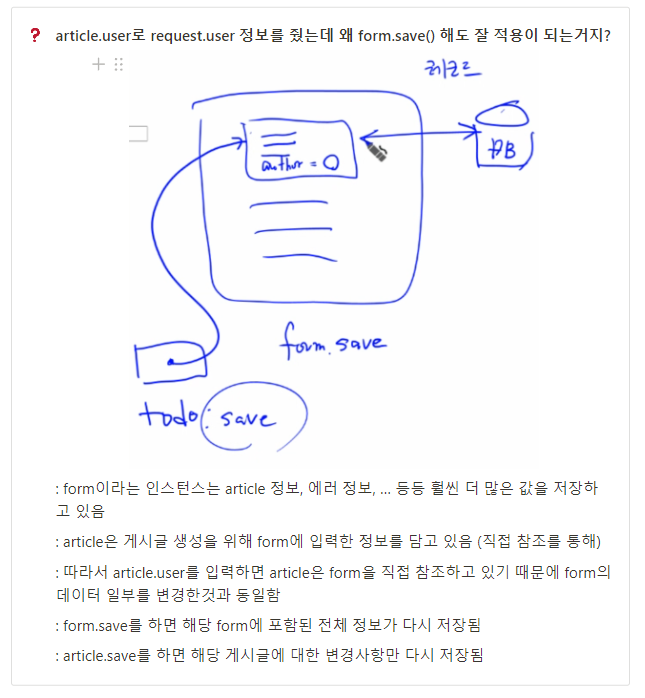 ? article.user로 request.user 정보를 줬는데 왜 form.save() 해도 잘 적용이 되는거지?
레코드
author = O
DB
form.save
todo.save
: form이라는 인스턴스는 article 정보, 에러 정보, ... 등등 훨씬 더 많은 값을 저장하
고 있음
: article은 게시글 생성을 위해 form에 입력한 정보를 담고 있음 (직접 참조를 통해)
: 따라서 article.user를 입력하면 article은 form을 직접 참조하고 있기 때문에 form의
데이터 일부를 변경한것과 동일함
: form.save를 하면 해당 form에 포함된 전체 정보가 다시 저장됨
: article.save를 하면 해당 게시글에 대한 변경사항만 다시 저장됨